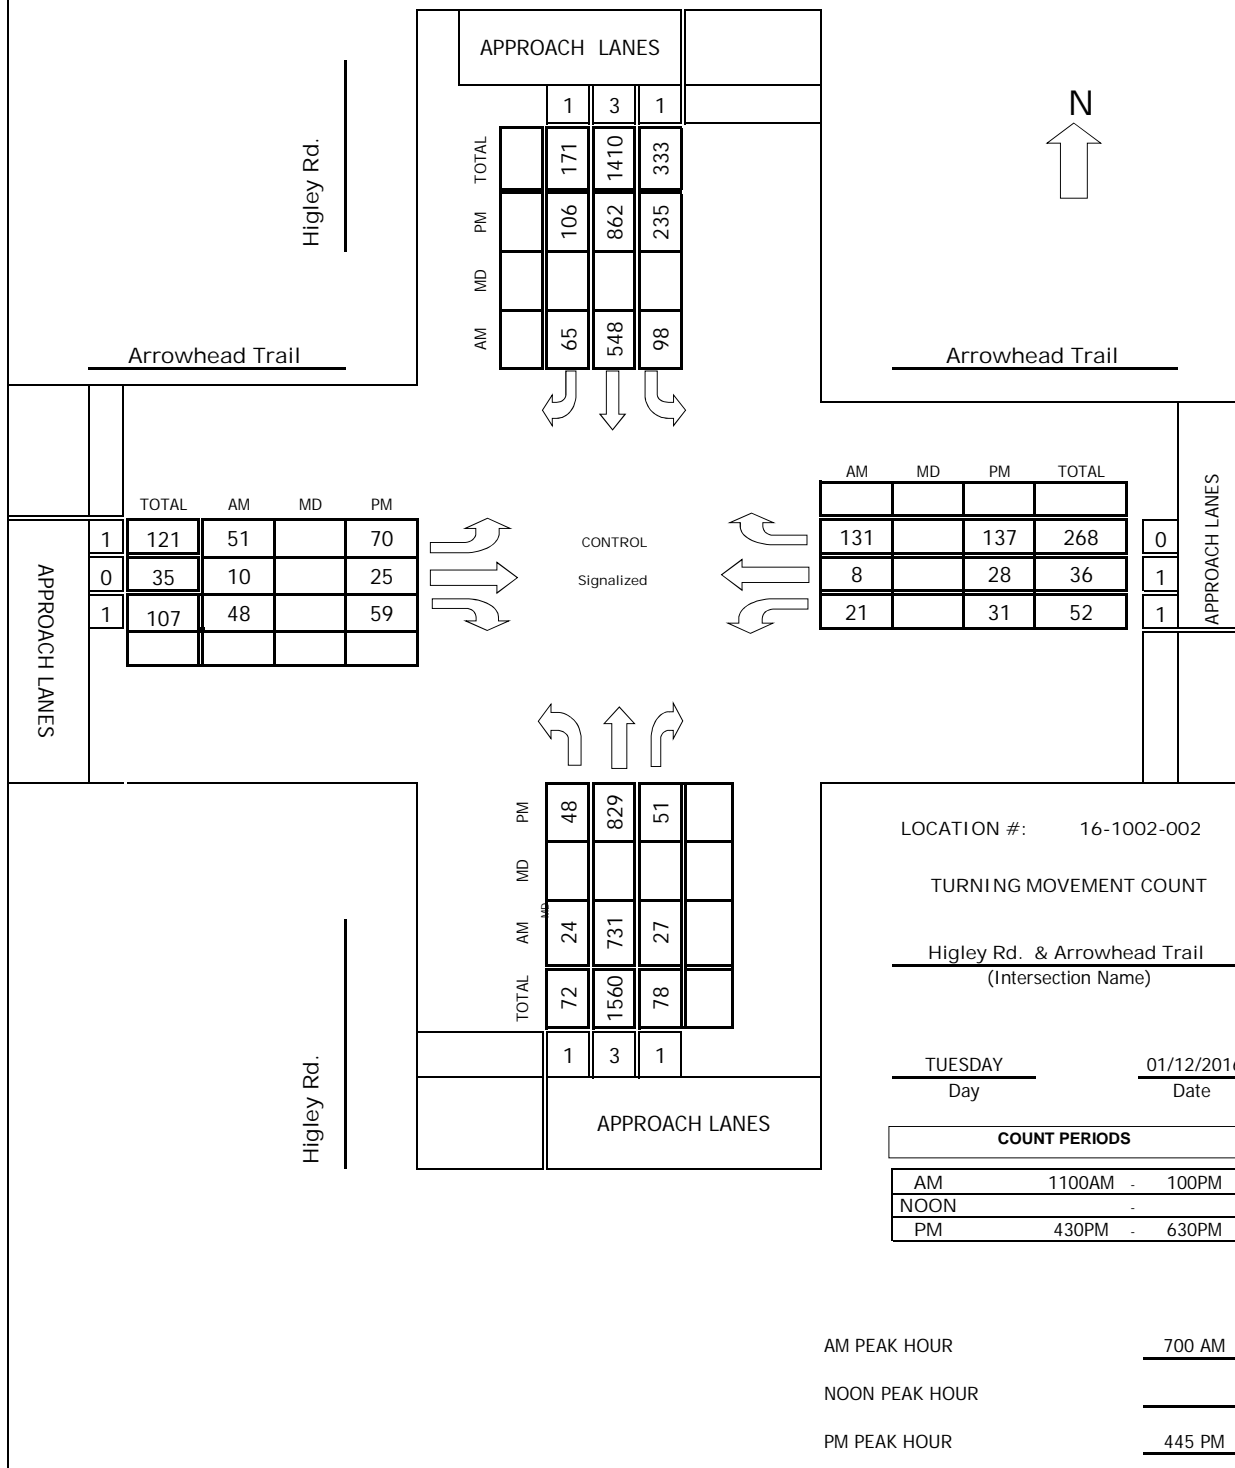 APPROACH LANES
1 3 1
N
Higley Rd.
TOTAL 171 1410 333
PM 106 862 235
MD
AM 65 548 98
Arrowhead Trail
Arrowhead Trail
AM MD PM TOTAL
131 137 268 0
8 28 36 1
21 31 52 1
APPROACH LANES
TOTAL AM MD PM
1 121 51 70
0 35 10 25
1 107 48 59
APPROACH LANES
CONTROL
Signalized
PM 48 829 51
MD
MD
AM 24 731 27
TOTAL 72 1560 78
1 3 1
APPROACH LANES
Higley Rd.
LOCATION #: 16-1002-002
TURNING MOVEMENT COUNT
Higley Rd. & Arrowhead Trail
(Intersection Name)
TUESDAY 01/12/2016
Day Date
COUNT PERIODS
AM 1100AM - 100PM
NOON -
PM 430PM - 630PM
AM PEAK HOUR 700 AM
NOON PEAK HOUR
PM PEAK HOUR 445 PM